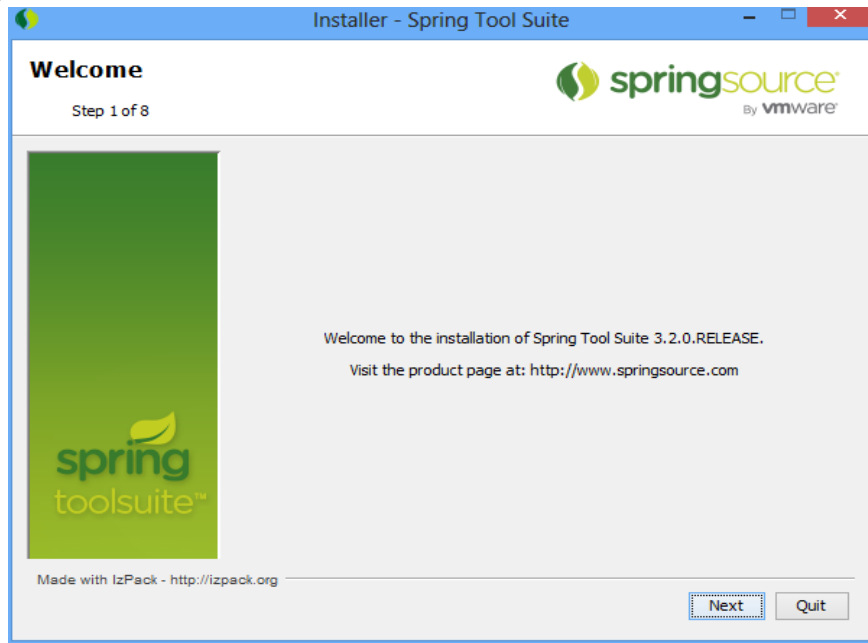 Installer - Spring Tool Suite
Welcome
Step 1 of 8
springsource
By vmware
Welcome to the installation of Spring Tool Suite 3.2.0.RELEASE.
Visit the product page at: http://www.springsource.com
spring
toolsuite™
Made with IzPack - http://izpack.org
Next Quit